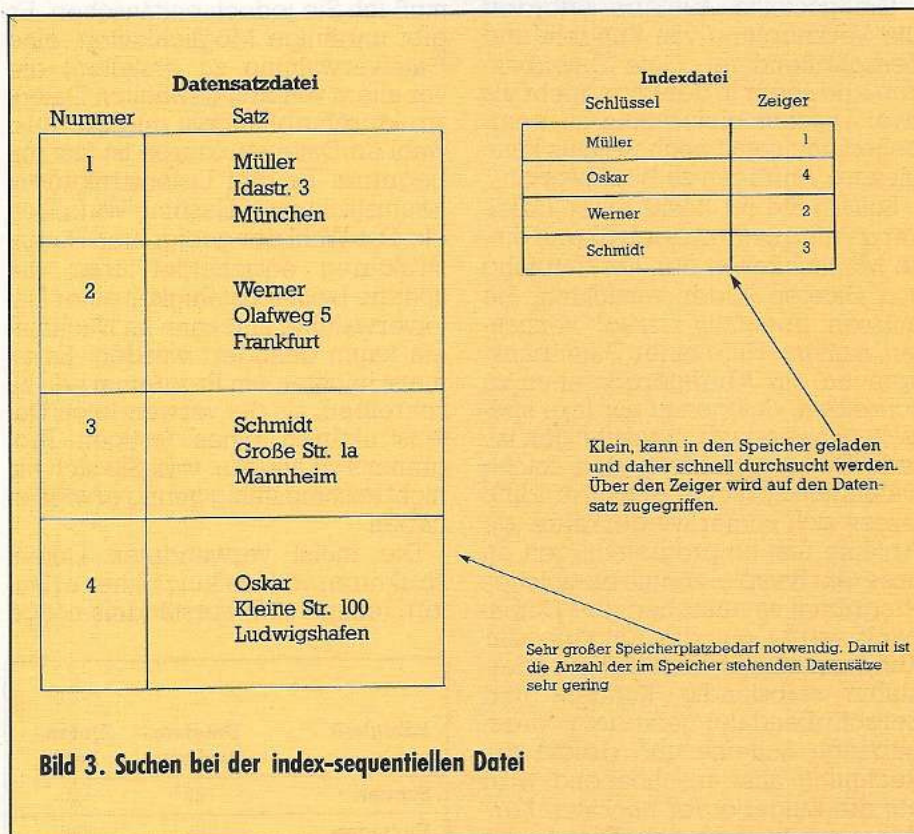 Datensatzdatei
Nummer Satz
1 Müller
Idastr. 3
München
2 Werner
Olafweg 5
Frankfurt
3 Schmidt
Große Str. 1a
Mannheim
4 Oskar
Kleine Str. 100
Ludwigshafen
Indexdatei
Schlüssel Zeiger
Müller 1
Oskar 4
Werner 2
Schmidt 3
Klein, kann in den Speicher geladen
und daher schnell durchsucht werden.
Über den Zeiger wird auf den Daten-
satz zugegriffen.
Sehr großer Speicherplatzbedarf notwendig. Damit ist
die Anzahl der im Speicher stehenden Datensätze
sehr gering
Bild 3. Suchen bei der index-sequentiellen Datei